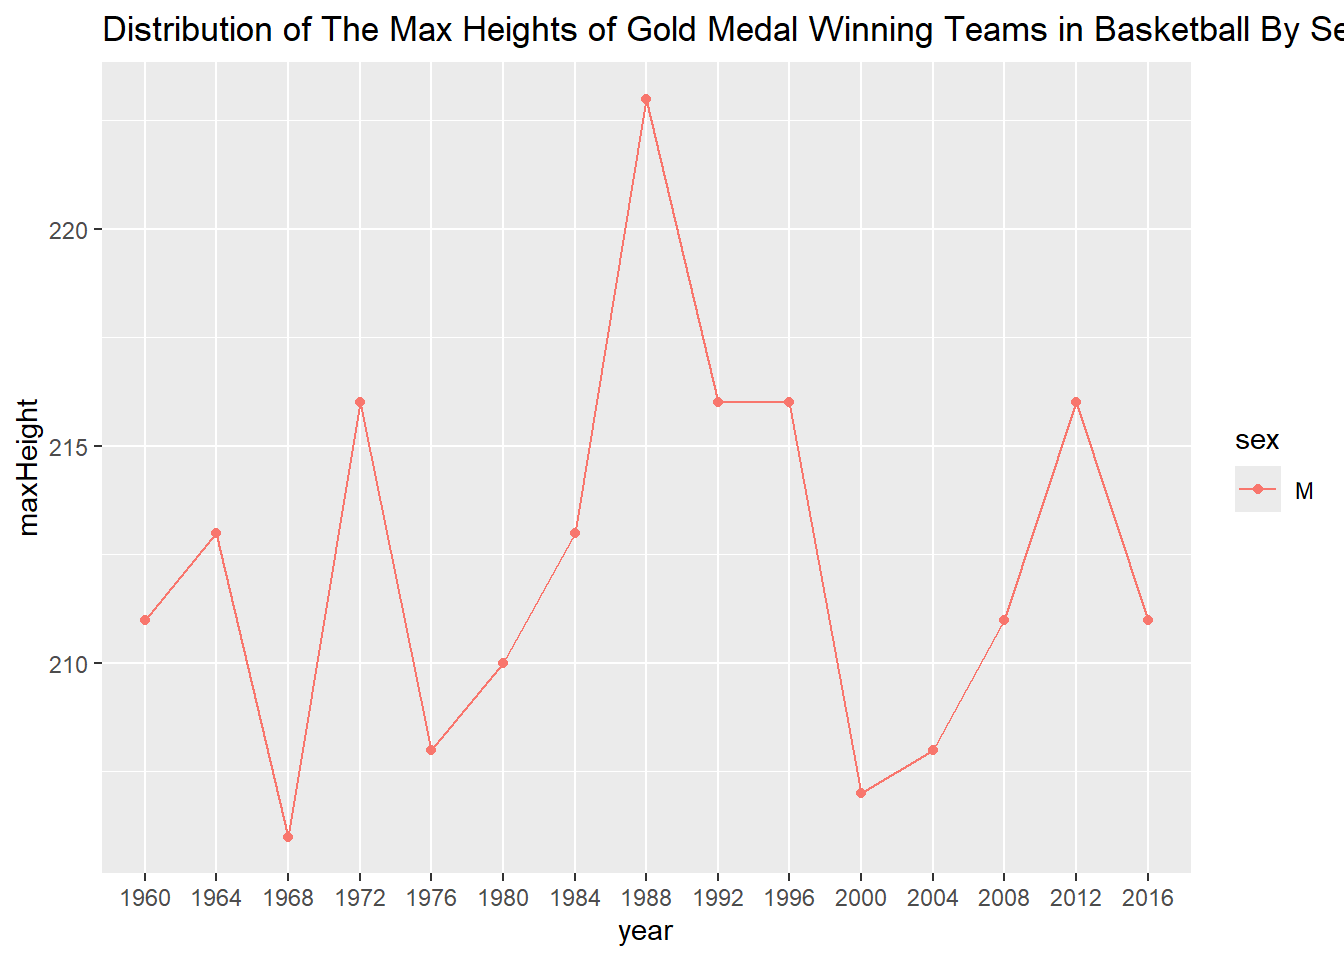 Distribution of The Max Heights of Gold Medal Winning Teams in Basketball By Se
220
215
210
maxHeight
1960 1964 1968 1972 1976 1980 1984 1988 1992 1996 2000 2004 2008 2012 2016
year
sex
M